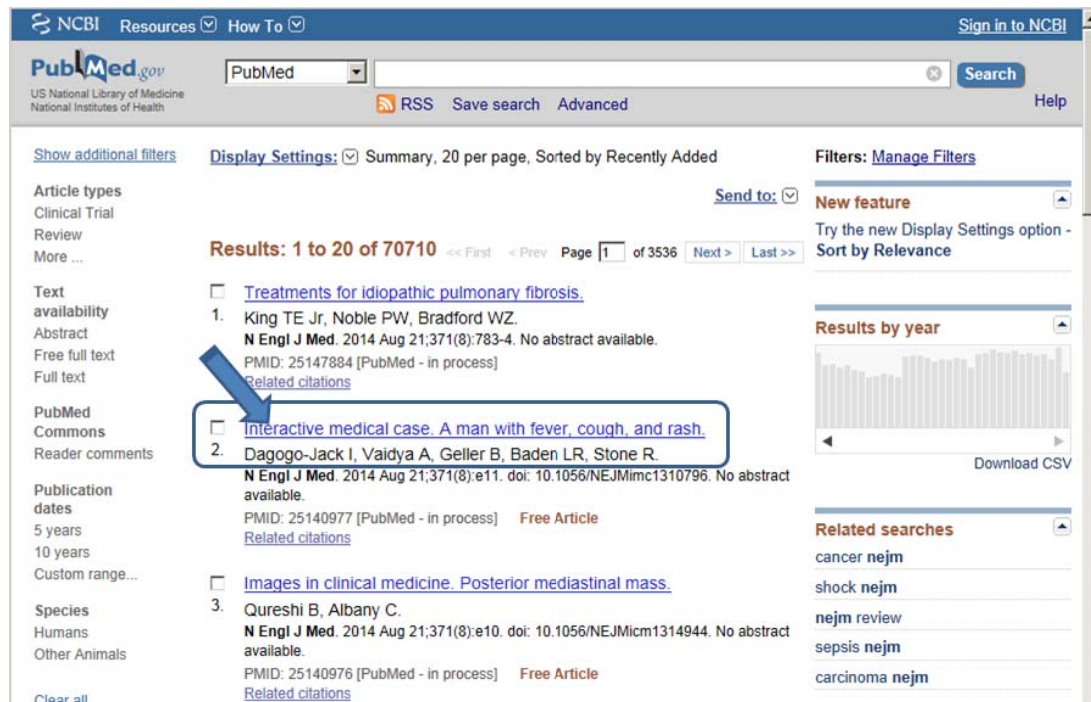 NCBI Resources How To Sign in to NCBI
PubMed.gov
US National Library of Medicine
National Institutes of Health
PubMed
Search
RSS Save search Advanced
Help
Show additional filters
Article types
Clinical Trial
Review
More ...
Text
availability
Abstract
Free full text
Full text
PubMed
Commons
Reader comments
Publication
dates
5 years
10 years
Custom range...
Species
Humans
Other Animals
Clear all
Display Settings: Summary, 20 per page, Sorted by Recently Added
Send to:
Results: 1 to 20 of 70710 << First < Prev Page 1 of 3536 Next > Last >>
Treatments for idiopathic pulmonary fibrosis.
1. King TE Jr, Noble PW, Bradford WZ.
N Engl J Med. 2014 Aug 21;371(8):783-4. No abstract available.
PMID: 25147884 [PubMed - in process]
Related citations
Interactive medical case. A man with fever, cough, and rash.
2. Dagogo-Jack I, Vaidya A, Geller B, Baden LR, Stone R.
N Engl J Med. 2014 Aug 21;371(8):e11. doi: 10.1056/NEJMimc1310796. No abstract
available.
PMID: 25140977 [PubMed - in process] Free Article
Related citations
Images in clinical medicine. Posterior mediastinal mass.
3. Qureshi B, Albany C.
N Engl J Med. 2014 Aug 21;371(8):e10. doi: 10.1056/NEJMicm1314944. No abstract
available.
PMID: 25140976 [PubMed - in process] Free Article
Related citations
Filters: Manage Filters
New feature
Try the new Display Settings option -
Sort by Relevance
Results by year
Download CSV
Related searches
cancer nejm
shock nejm
nejm review
sepsis nejm
carcinoma nejm